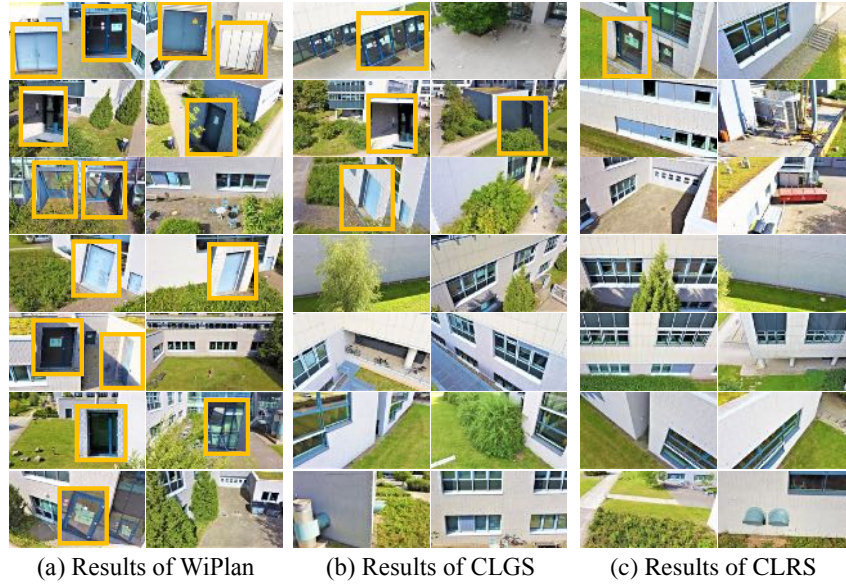 (a) Results of WiPlan
(b) Results of CLGS
(c) Results of CLRS